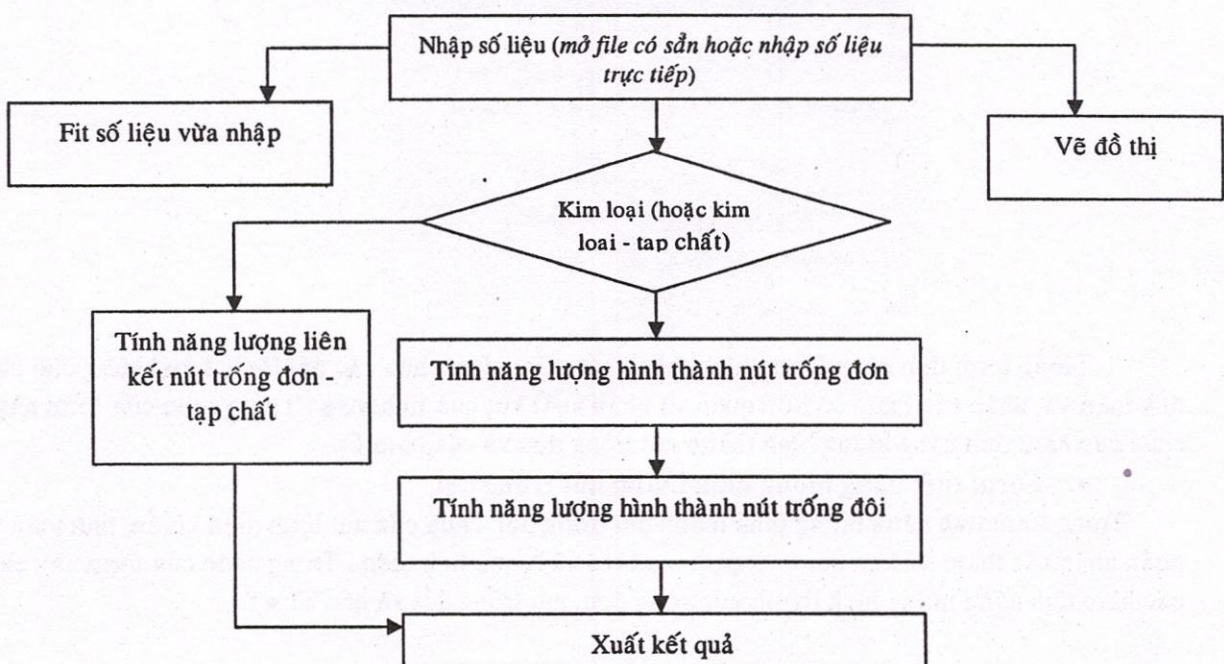 Nhập số liệu (mở file có sẳn hoặc nhập số liệu
trực tiếp)
Fit số liệu vừa nhập
Vẽ đồ thị
Kim loại (hoặc kim
loại - tạp chất)
Tính năng lượng liên
kết nút trống đơn -
tạp chất
Tính năng lượng hình thành nút trống đơn
Tính năng lượng hình thành nút trống đôi
Xuất kết quả